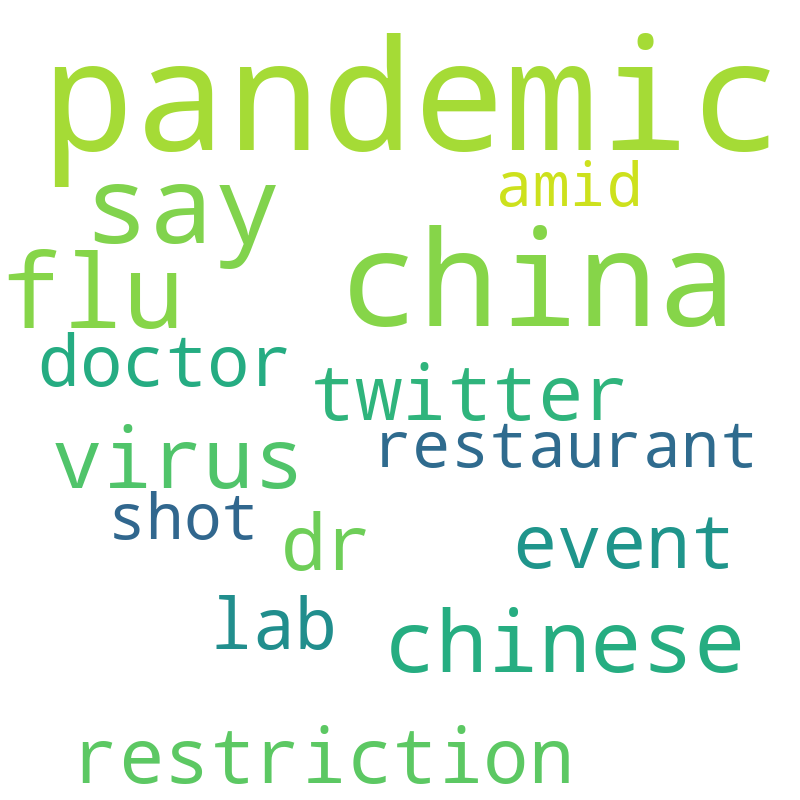 pandemic
say amid
flu china
doctor twitter
virus restaurant
shot dr event
lab chinese
restriction